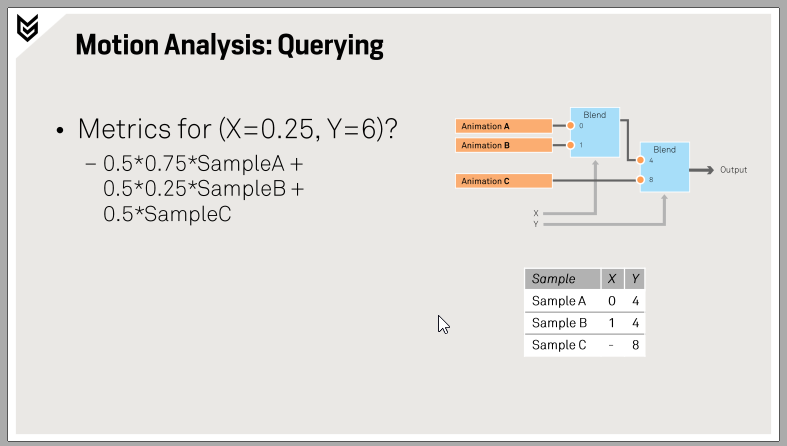 Motion Analysis: Querying
• Metrics for (X=0.25, Y=6)?
– 0.5*0.75*SampleA +
0.5*0.25*SampleB +
0.5*SampleC
Blend
Animation A
0
Animation B
1
Blend
4
Animation C
8
Output
X
Y
Sample X Y
Sample A 0 4
Sample B 1 4
Sample C - 8